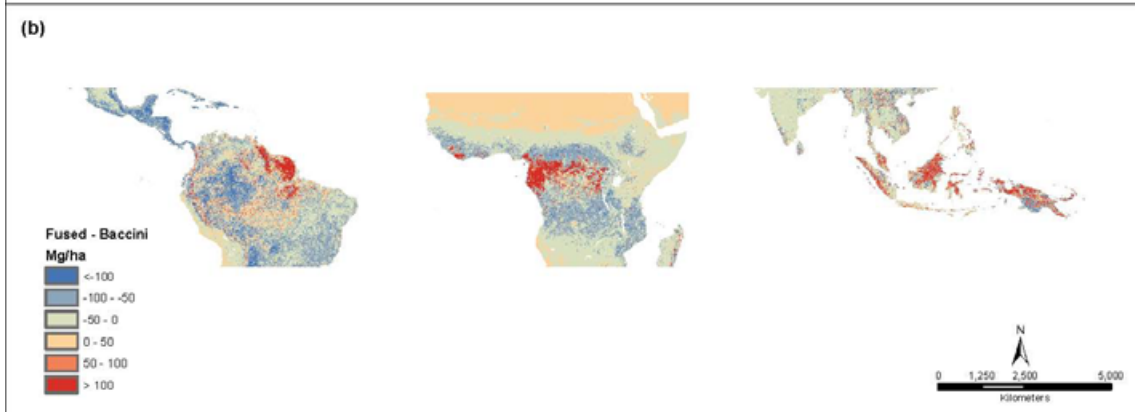 (b)
Fused - Baccini
Mg/ha
<-100
-100 - -50
-50 - 0
0 - 50
50 - 100
> 100
N
0 1,250 2,500 5,000
Kilometers